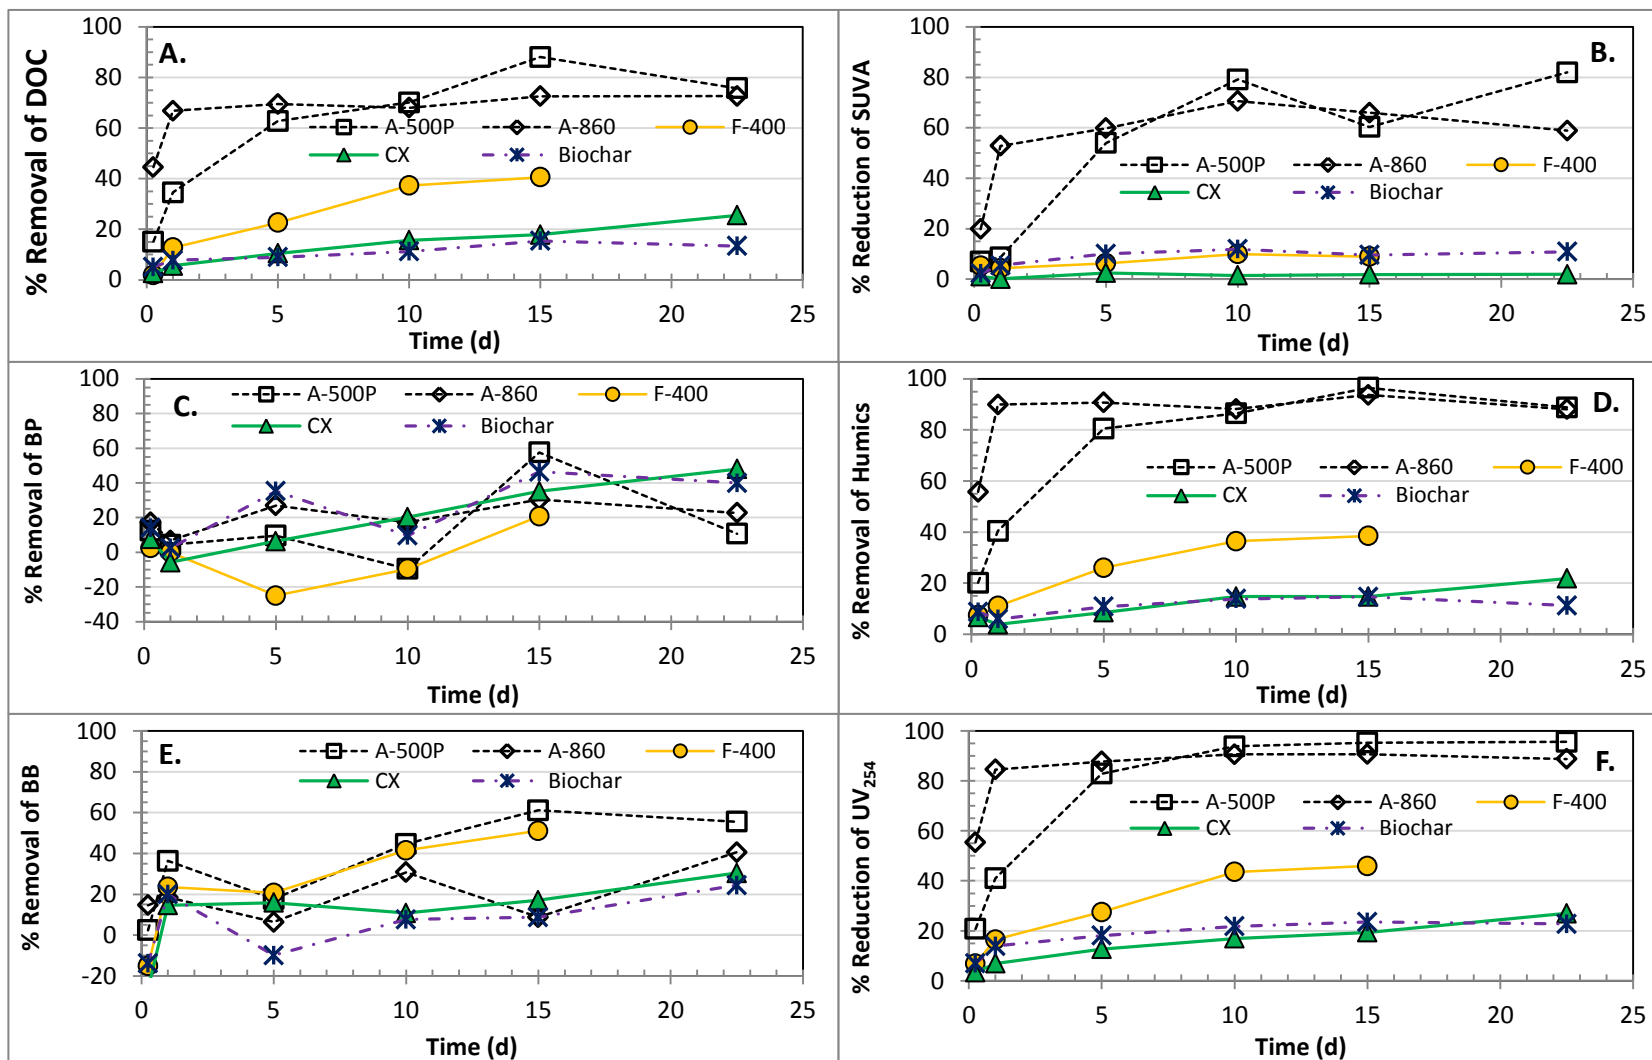 A.
% Removal of DOC
100
80
60
40
20
0
A-500P
A-860
F-400
CX
Biochar
0 5 10 15 20 25
Time (d)
B.
% Reduction of SUVA
100
80
60
40
20
0
A-500P
A-860
F-400
CX
Biochar
0 5 10 15 20 25
Time (d)
C.
% Removal of BP
100
80
60
40
20
0
-20
-40
A-500P
A-860
F-400
CX
Biochar
0 5 10 15 20 25
Time (d)
D.
% Removal of Humics
100
80
60
40
20
0
A-500P
A-860
F-400
CX
Biochar
0 5 10 15 20 25
Time (d)
E.
% Removal of BB
100
80
60
40
20
0
-20
A-500P
A-860
F-400
CX
Biochar
0 5 10 15 20 25
Time (d)
F.
% Reduction of UV254
100
80
60
40
20
0
A-500P
A-860
F-400
CX
Biochar
0 5 10 15 20 25
Time (d)